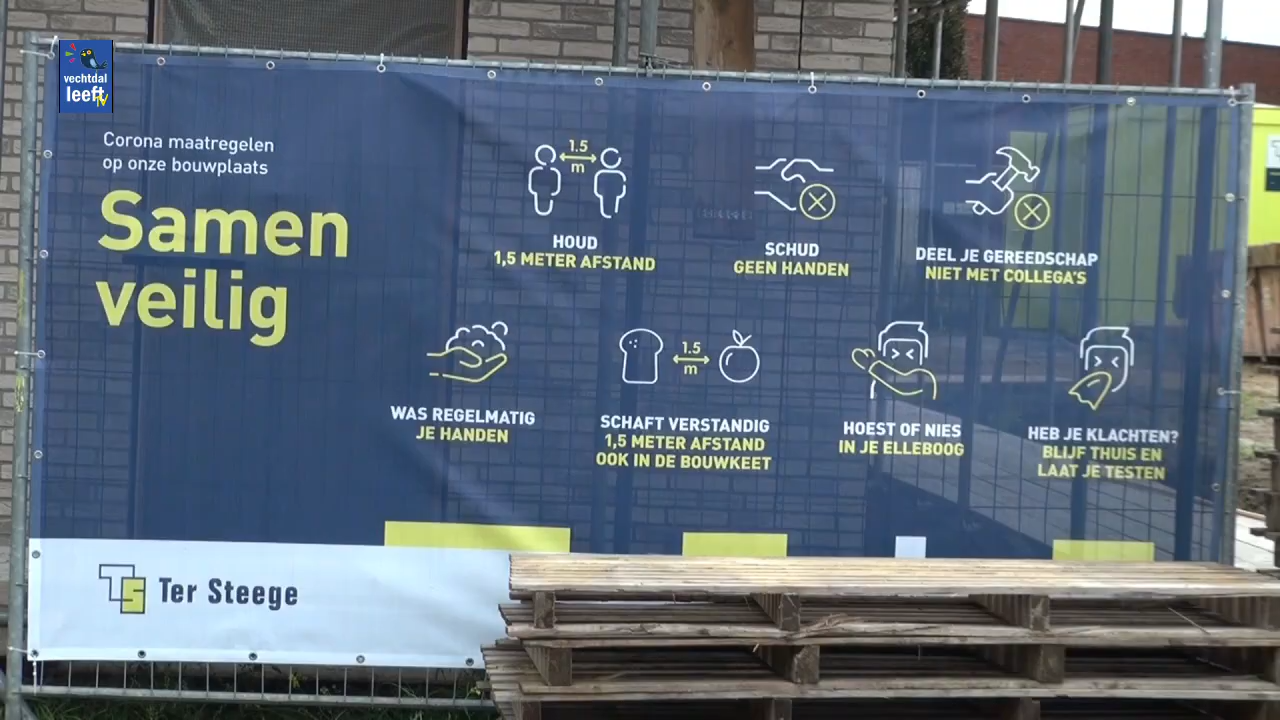 vechtdal
leeft
TV
Corona maatregelen
op onze bouwplaats
Samen
veilig
1.5
m
HOUD
1,5 METER AFSTAND
SCHUD
GEEN HANDEN
DEEL JE GEREEDSCHAP
NIET MET COLLEGA'S
WAS REGELMATIG
JE HANDEN
1.5
m
SCHAFT VERSTANDIG
1,5 METER AFSTAND
OOK IN DE BOUWKEET
HOEST OF NIES
IN JE ELLEBOOG
HEB JE KLACHTEN?
BLIJF THUIS EN
LAAT JE TESTEN
TS Ter Steege